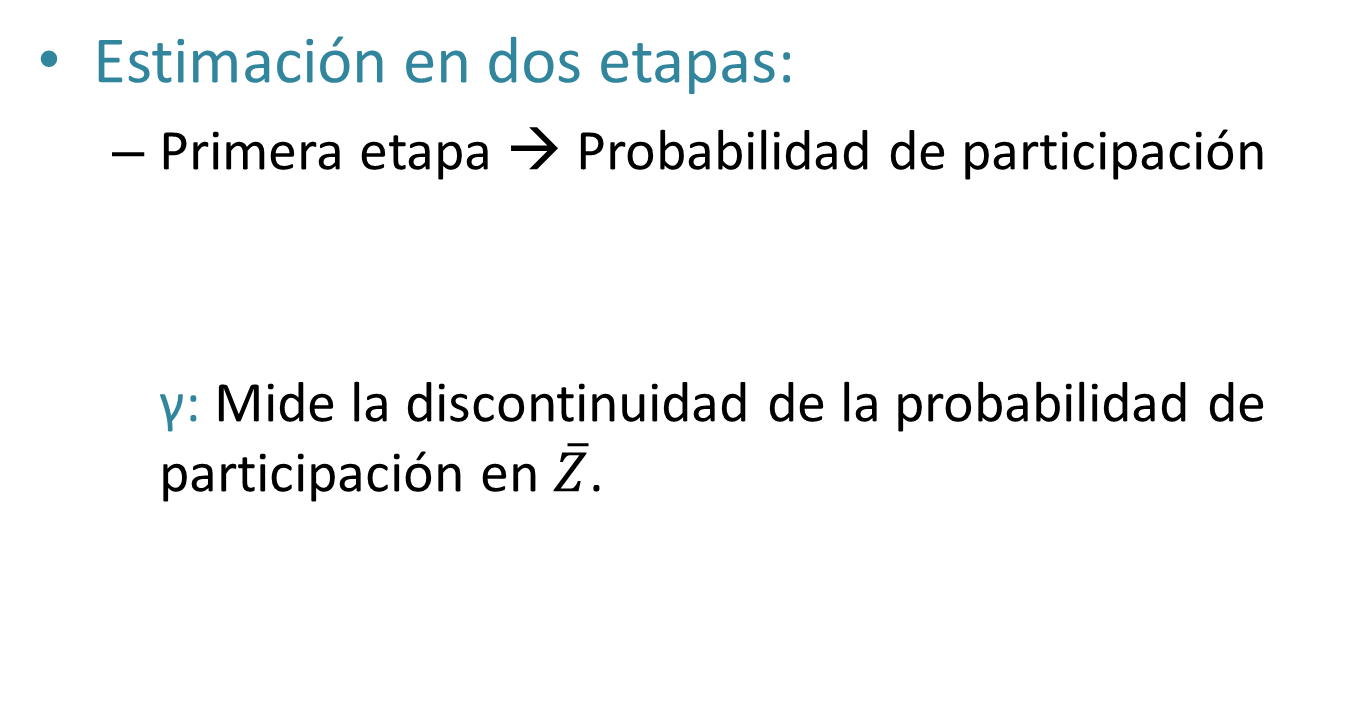 • Estimación en dos etapas:
– Primera etapa → Probabilidad de participación
γ: Mide la discontinuidad de la probabilidad de
participación en Z̄.